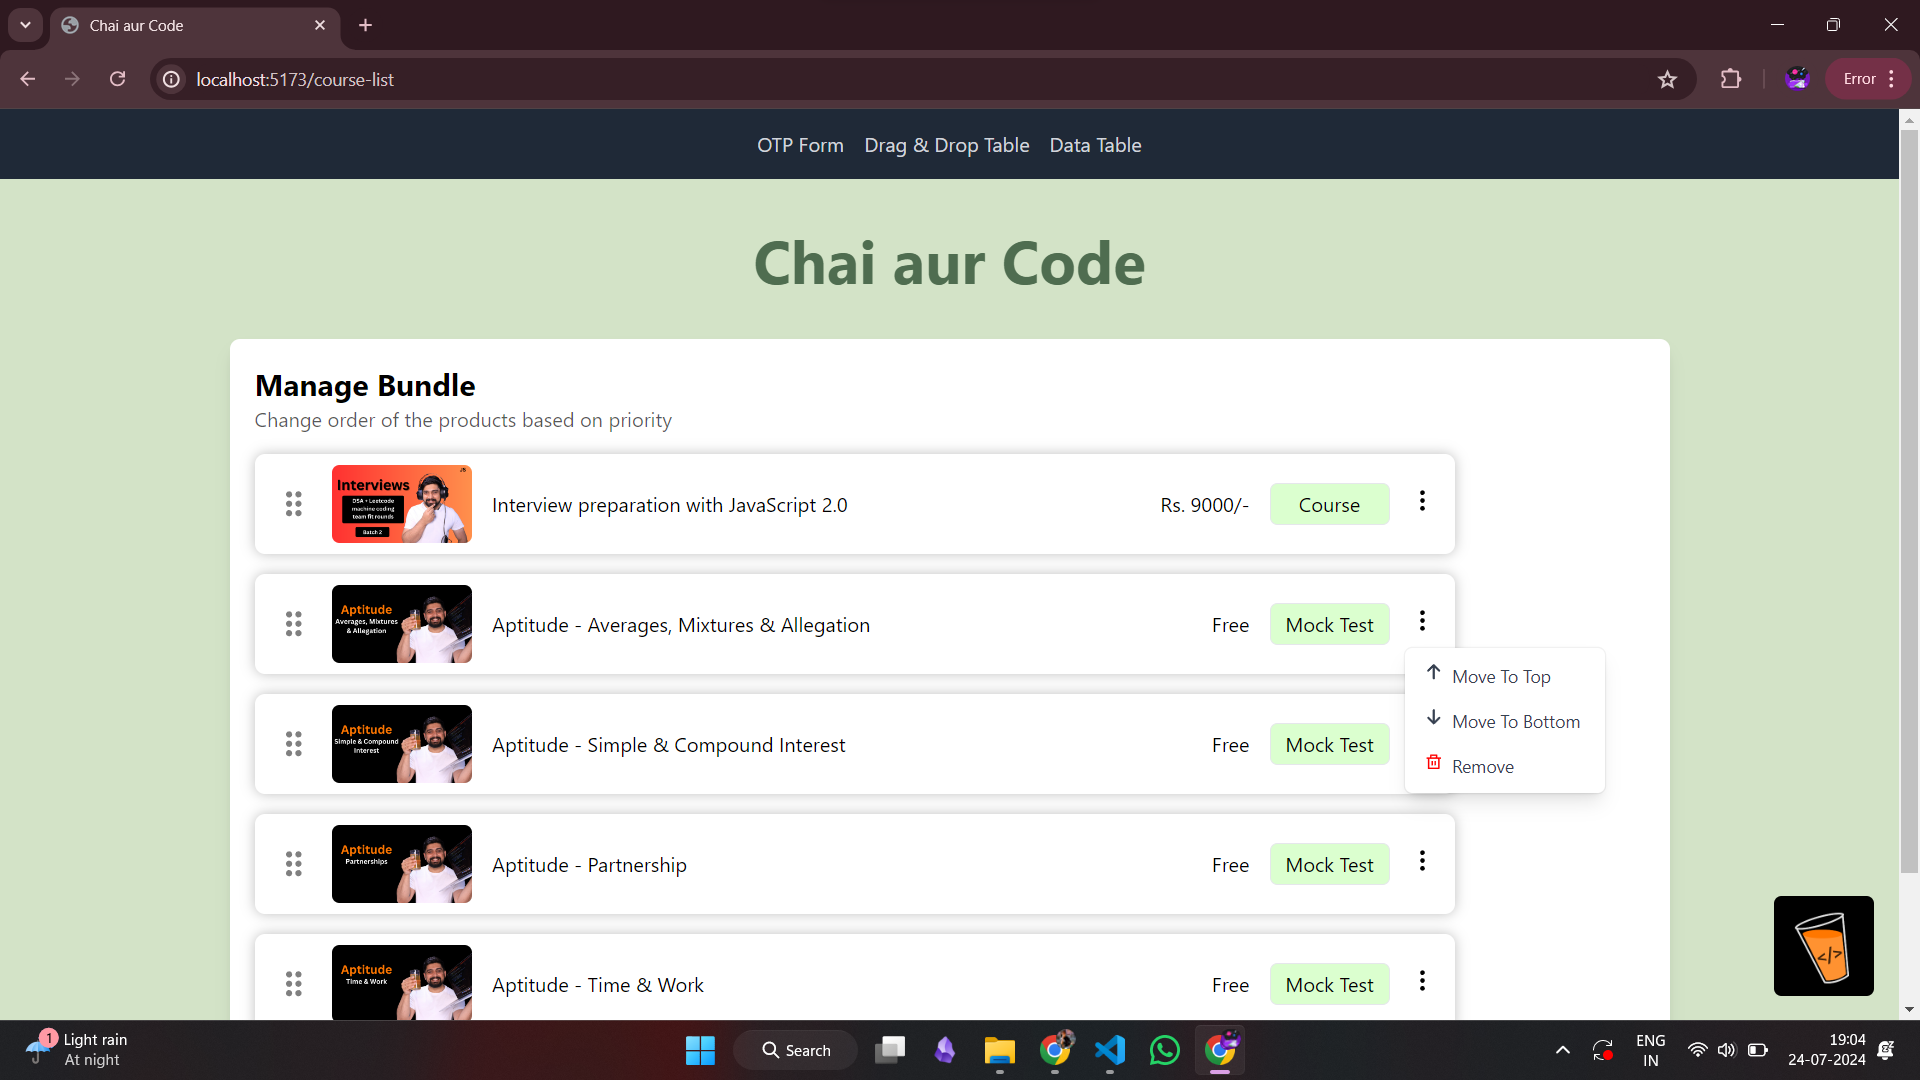 Chai aur Code
localhost:5173/course-list
Error
OTP Form Drag & Drop Table Data Table
Chai aur Code
Manage Bundle
Change order of the products based on priority
Interviews
DSA + Leetcode
machine coding
team fit rounds
Batch 2
Interview preparation with JavaScript 2.0 Rs. 9000/- Course
Aptitude
Averages, Mixtures
& Allegation
Aptitude - Averages, Mixtures & Allegation Free Mock Test
Move To Top
Move To Bottom
Remove
Aptitude
Simple & Compound
Interest
Aptitude - Simple & Compound Interest Free Mock Test
Aptitude
Partnerships
Aptitude - Partnership Free Mock Test
Aptitude
Time & Work
Aptitude - Time & Work Free Mock Test
</>
1
Light rain
At night
Search
ENG
IN
19:04
24-07-2024